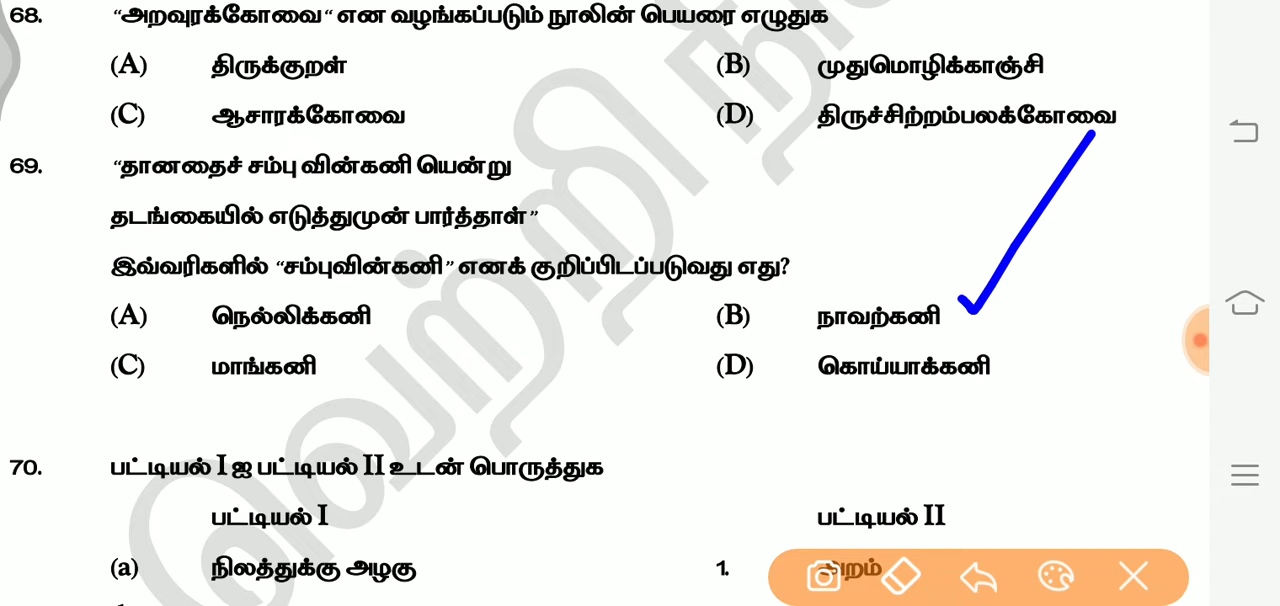 68. “அறவுரக்கோவை“ என வழங்கப்படும் நூலின் பெயரை எழுதுக
(A) திருக்குறள் (B) முதுமொழிக்காஞ்சி
(C) ஆசாரக்கோவை (D) திருச்சிற்றம்பலக்கோவை
69. “தானதைச் சம்பு வின்கனி யென்று
தடங்கையில் எடுத்துமுன் பார்த்தாள்”
இவ்வரிகளில் “சம்புவின்கனி” எனக் குறிப்பிடப்படுவது எது?
(A) நெல்லிக்கனி (B) நாவற்கனி
(C) மாங்கனி (D) கொய்யாக்கனி
70. பட்டியல் I ஐ பட்டியல் II உடன் பொருத்துக
பட்டியல் I பட்டியல் II
(a) நிலத்துக்கு அழகு 1. அறம்
வெற்றி